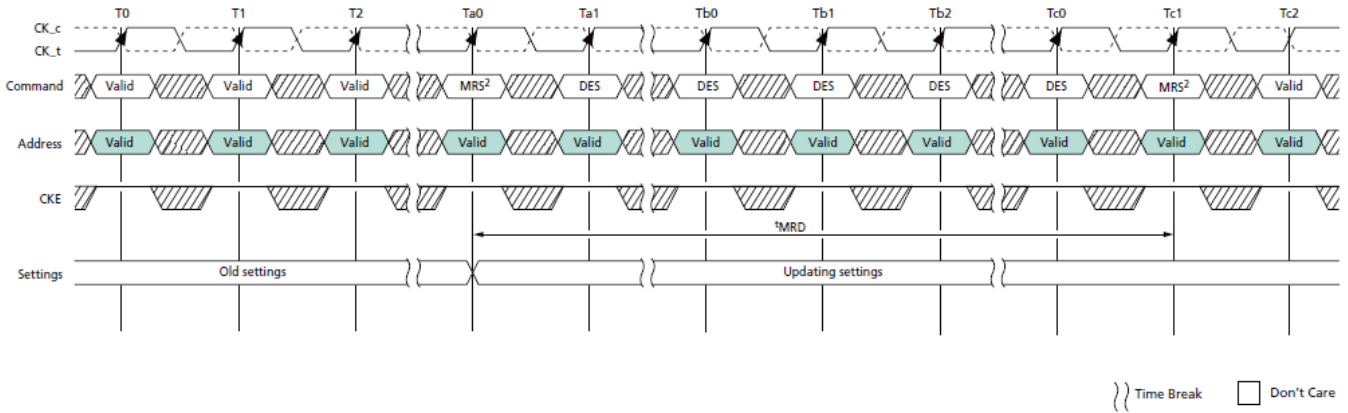 T0 T1 T2 Ta0 Ta1 Tb0 Tb1 Tb2 Tc0 Tc1 Tc2
CK_c
CK_t
Command Valid Valid Valid MRS² DES DES DES DES DES MRS² Valid
Address Valid Valid Valid Valid Valid Valid Valid Valid Valid Valid Valid
CKE
tMRD
Settings Old settings Updating settings
Time Break Don't Care